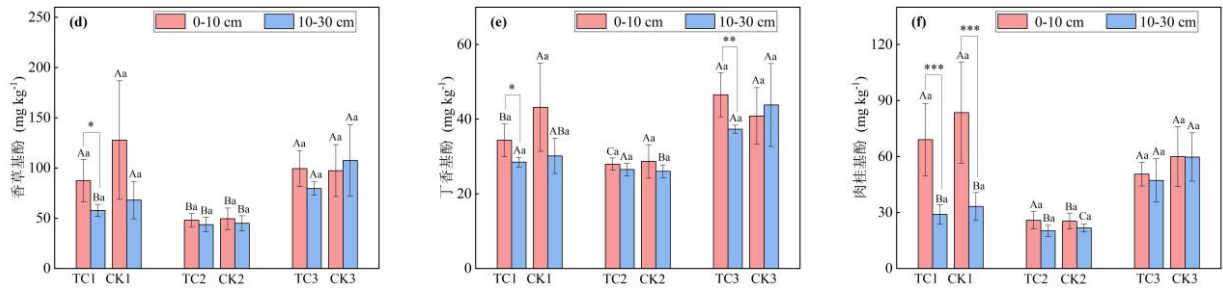 (d) 0-10 cm 10-30 cm
香草基酚 (mg kg-1)
250
200
150
100
50
0
Aa * Ba Aa Aa
Ba Ba Ba Ba
Aa Aa Aa Aa
TC1 CK1 TC2 CK2 TC3 CK3
(e) 0-10 cm 10-30 cm
丁香基酚 (mg kg-1)
60
40
20
0
Ba * Aa Aa ABa
Ca Aa Ba Ba
Aa ** Aa Aa Aa
TC1 CK1 TC2 CK2 TC3 CK3
(f) 0-10 cm 10-30 cm
肉桂基酚 (mg kg-1)
120
90
60
30
0
Aa *** Ba Aa *** Ba
Aa Ba Ba Ca
Aa Aa Aa Aa
TC1 CK1 TC2 CK2 TC3 CK3